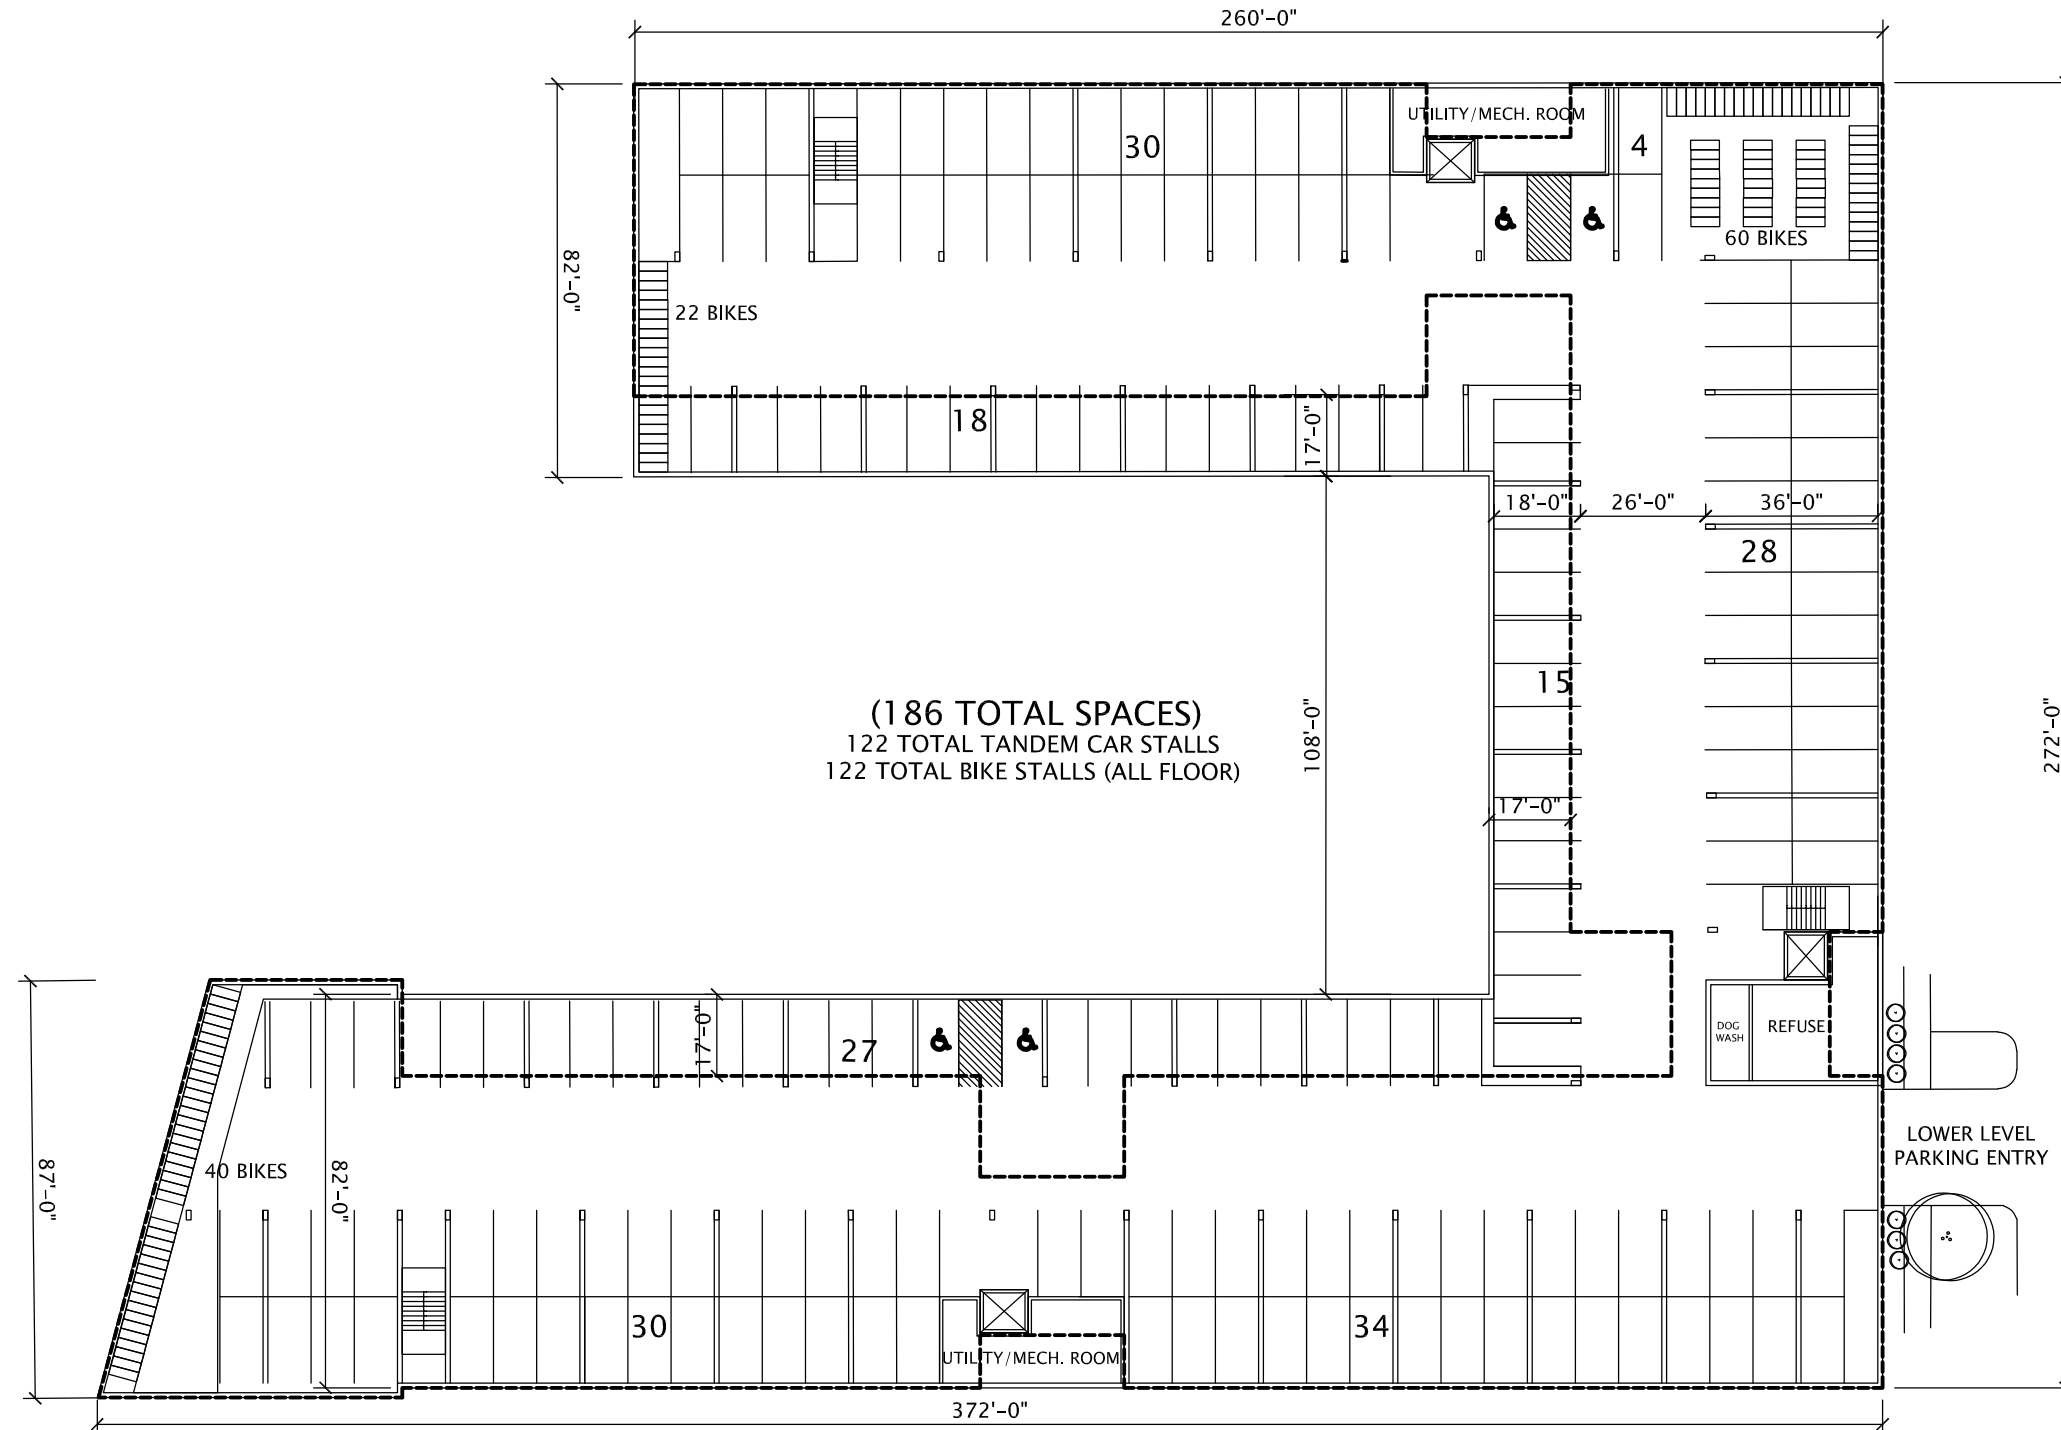 260'-0"
UTILITY/MECH. ROOM
30
4
60 BIKES
82'-0"
22 BIKES
18
17'-0"
18'-0"
26'-0"
36'-0"
28
15
(186 TOTAL SPACES)
122 TOTAL TANDEM CAR STALLS
122 TOTAL BIKE STALLS (ALL FLOOR)
108'-0"
272'-0"
17'-0"
17'-0"
27
DOG
WASH
REFUSE
LOWER LEVEL
PARKING ENTRY
87'-0"
40 BIKES
82'-0"
30
34
UTILITY/MECH. ROOM
372'-0"